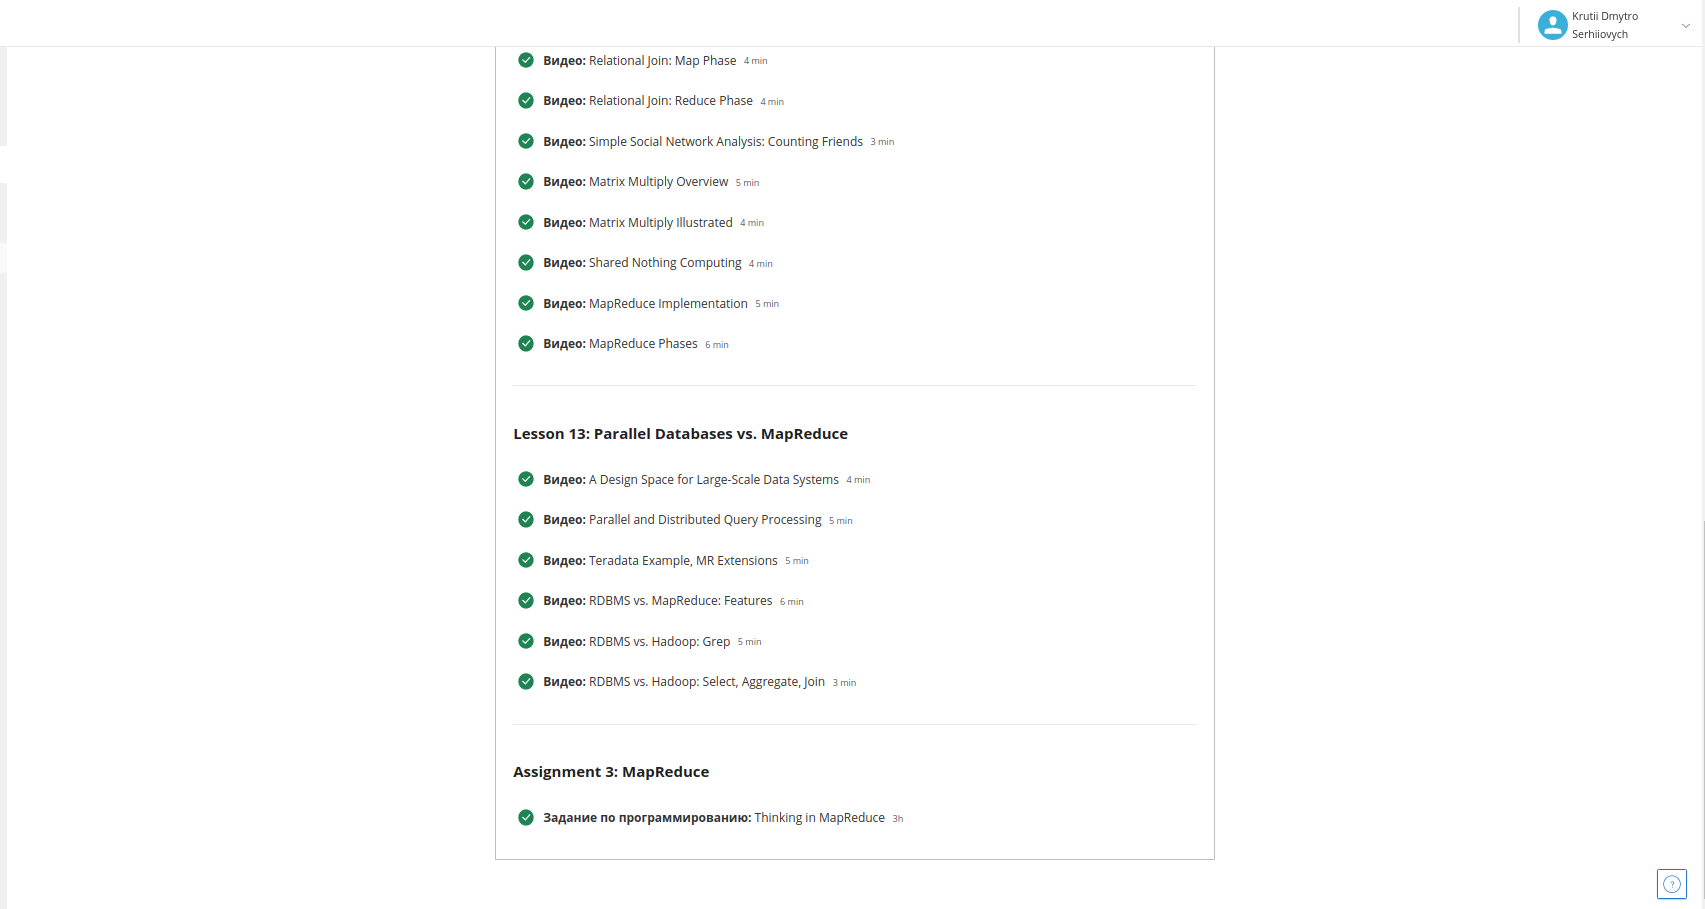 Krutii Dmytro
Serhiiovych
Видео: Relational Join: Map Phase 4 min
Видео: Relational Join: Reduce Phase 4 min
Видео: Simple Social Network Analysis: Counting Friends 3 min
Видео: Matrix Multiply Overview 5 min
Видео: Matrix Multiply Illustrated 4 min
Видео: Shared Nothing Computing 4 min
Видео: MapReduce Implementation 5 min
Видео: MapReduce Phases 6 min
Lesson 13: Parallel Databases vs. MapReduce
Видео: A Design Space for Large-Scale Data Systems 4 min
Видео: Parallel and Distributed Query Processing 5 min
Видео: Teradata Example, MR Extensions 5 min
Видео: RDBMS vs. MapReduce: Features 6 min
Видео: RDBMS vs. Hadoop: Grep 5 min
Видео: RDBMS vs. Hadoop: Select, Aggregate, Join 3 min
Assignment 3: MapReduce
Задание по программированию: Thinking in MapReduce 3h
?